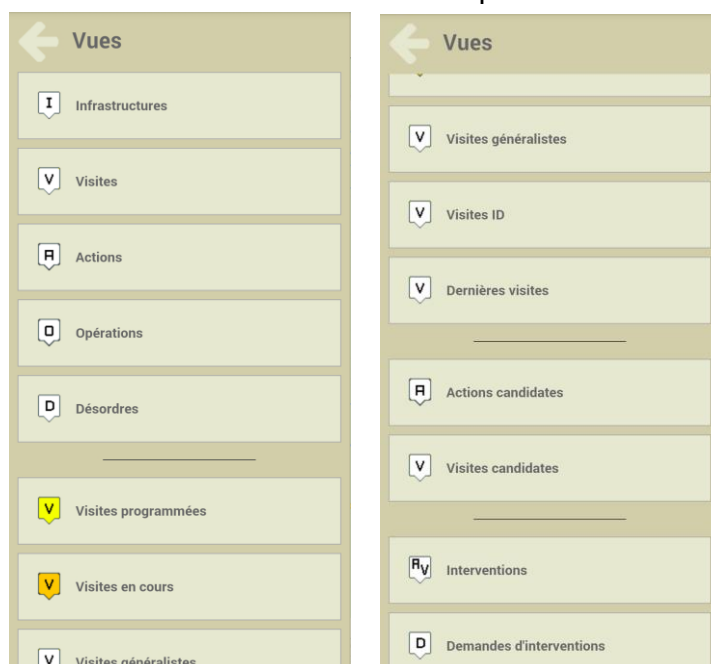 Vues
I Infrastructures
V Visites
A Actions
O Opérations
D Désordres
V Visites programmées
V Visites en cours
V Visites généralistes
Vues
V Visites généralistes
V Visites ID
V Dernières visites
A Actions candidates
V Visites candidates
AV Interventions
D Demandes d'interventions